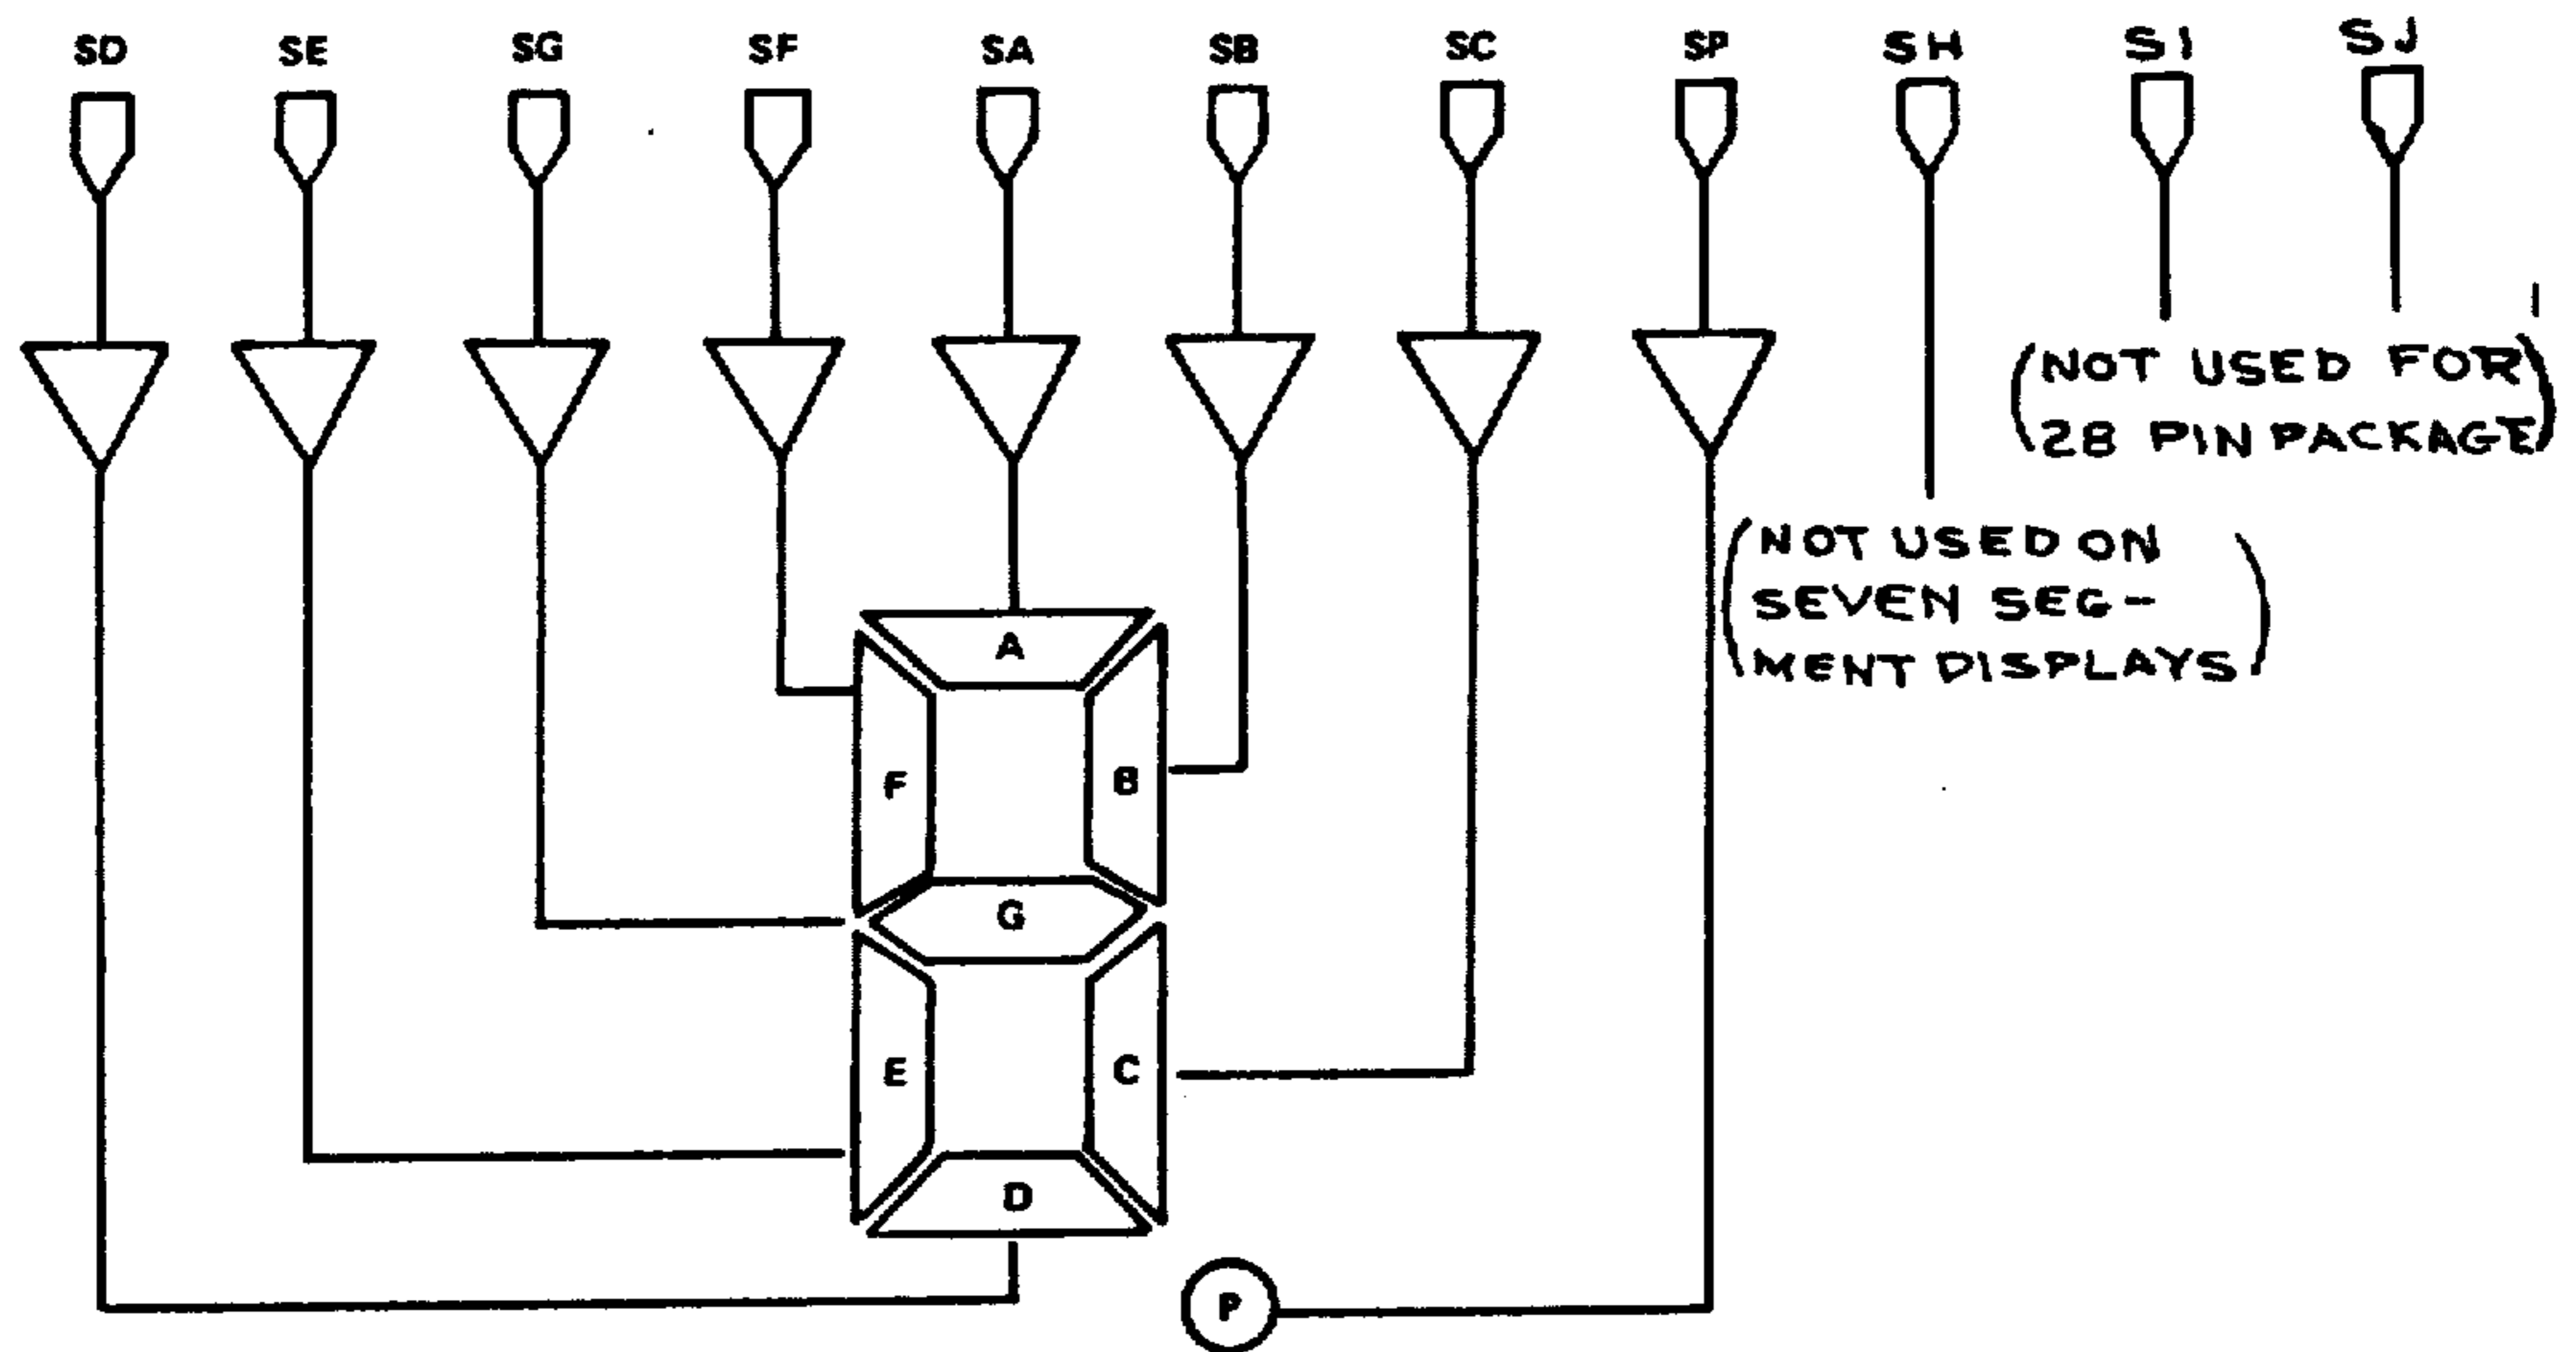 SD SE SG SF SA SB SC SP SH SI SJ
(NOT USED FOR
28 PIN PACKAGE)
(NOT USED ON
SEVEN SEG-
MENT DISPLAYS)
A
F B
G
E C
D
P